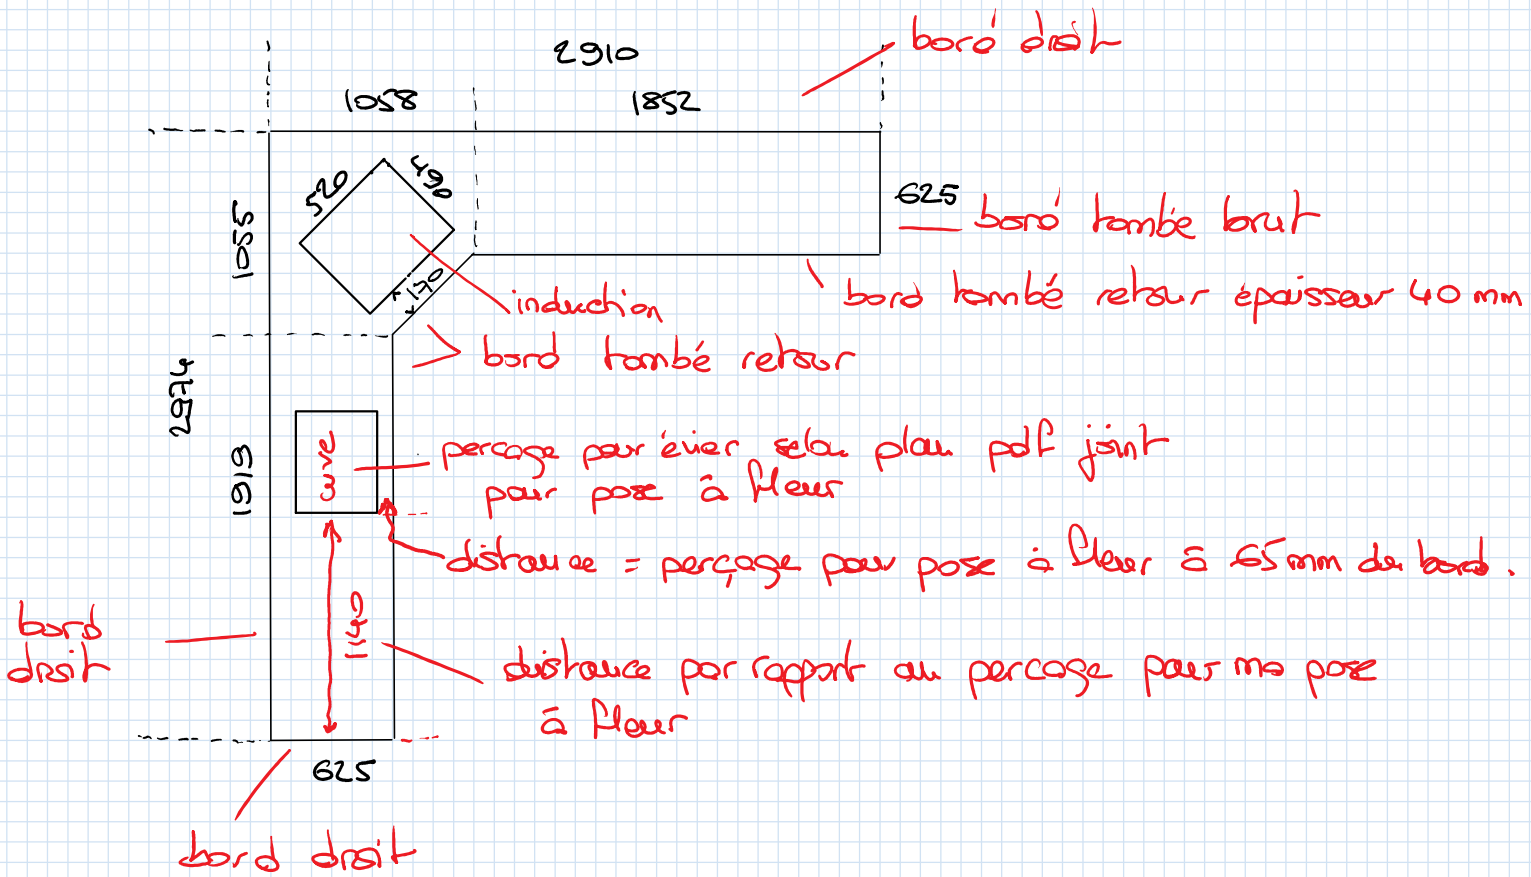 2910
bord droit
1058
1852
520
490
625
bord tombé brut
1055
170
induction
bord tombé retour épaisseur 40 mm
bord tombé retour
2974
1919
perçage pour évier selon plan pdf joint
pour pose à fleur
distance = perçage pour pose à fleur à 65 mm du bord.
bord
droit
1140
distance par rapport au perçage pour ma pose
à fleur
625
bord droit